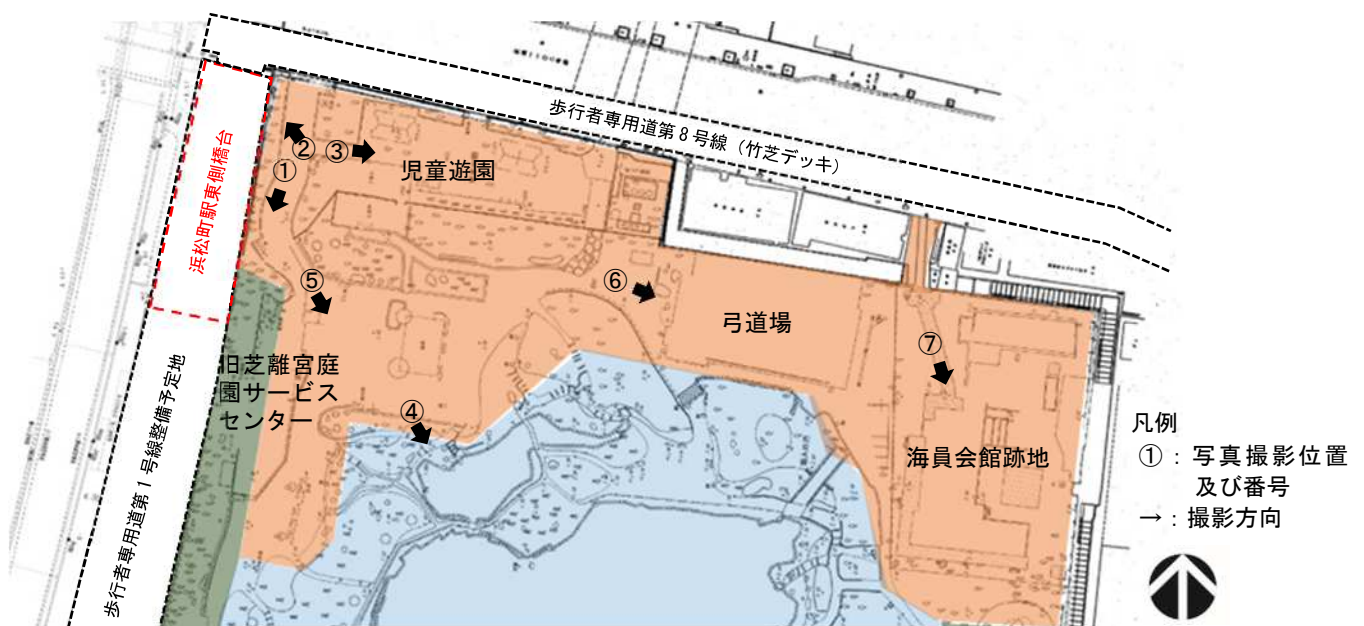 歩行者専用道第8号線(竹芝デッキ)
浜松町駅東側橋台
②
③
①
児童遊園
⑤
⑥
弓道場
⑦
旧芝離宮庭
園サービス
センター
④
海員会館跡地
歩行者専用道第1号線整備予定地
凡例
①：写真撮影位置
及び番号
→：撮影方向